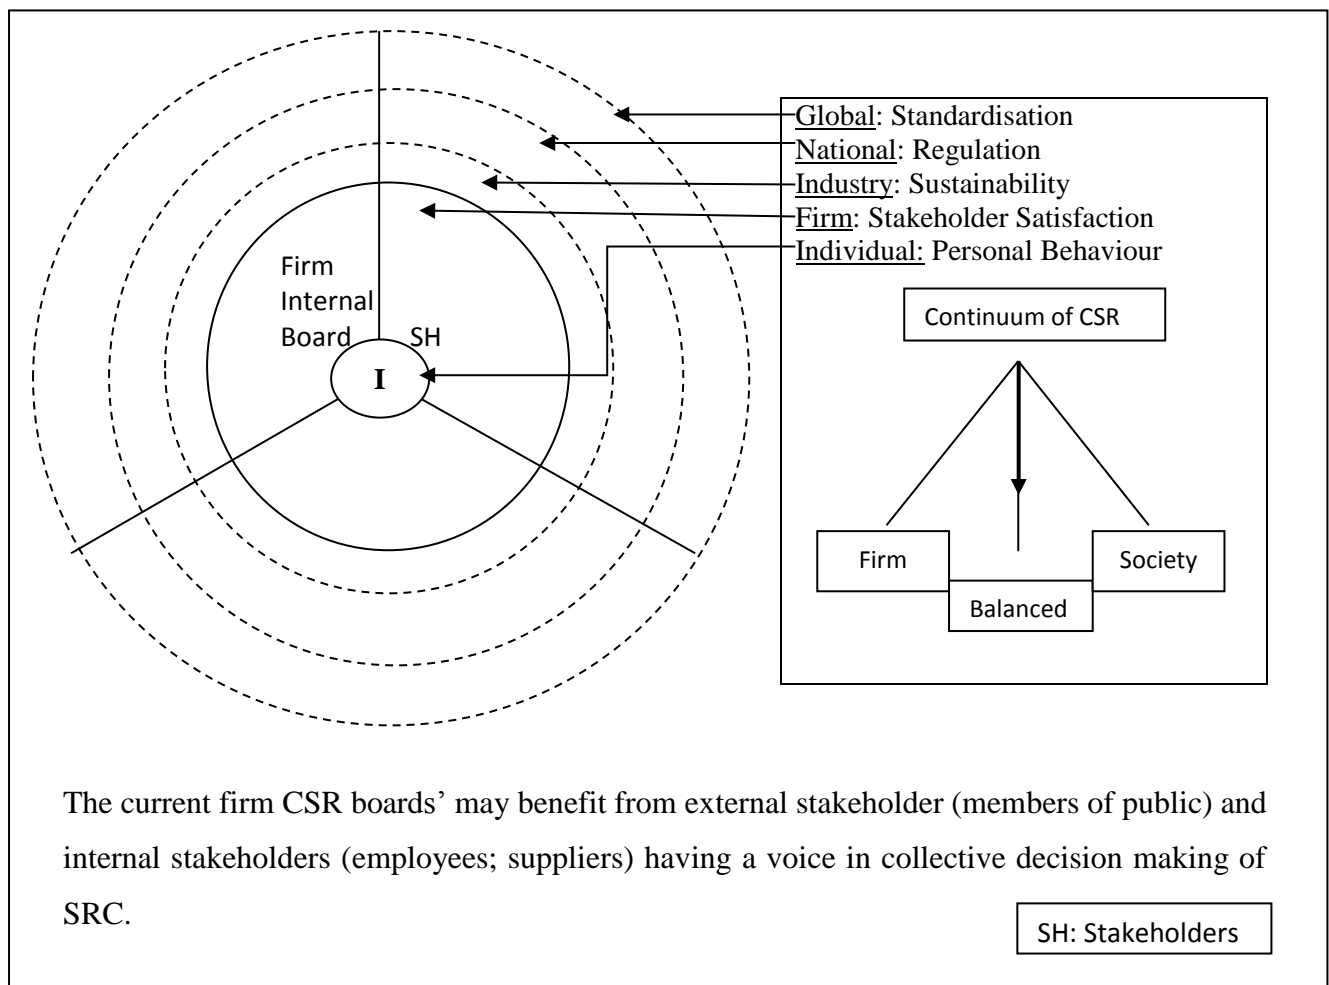 Global: Standardisation
National: Regulation
Industry: Sustainability
Firm: Stakeholder Satisfaction
Individual: Personal Behaviour
Firm
Internal
Board
SH
I
Continuum of CSR
Firm
Society
Balanced
The current firm CSR boards’ may benefit from external stakeholder (members of public) and
internal stakeholders (employees; suppliers) having a voice in collective decision making of
SRC.
SH: Stakeholders